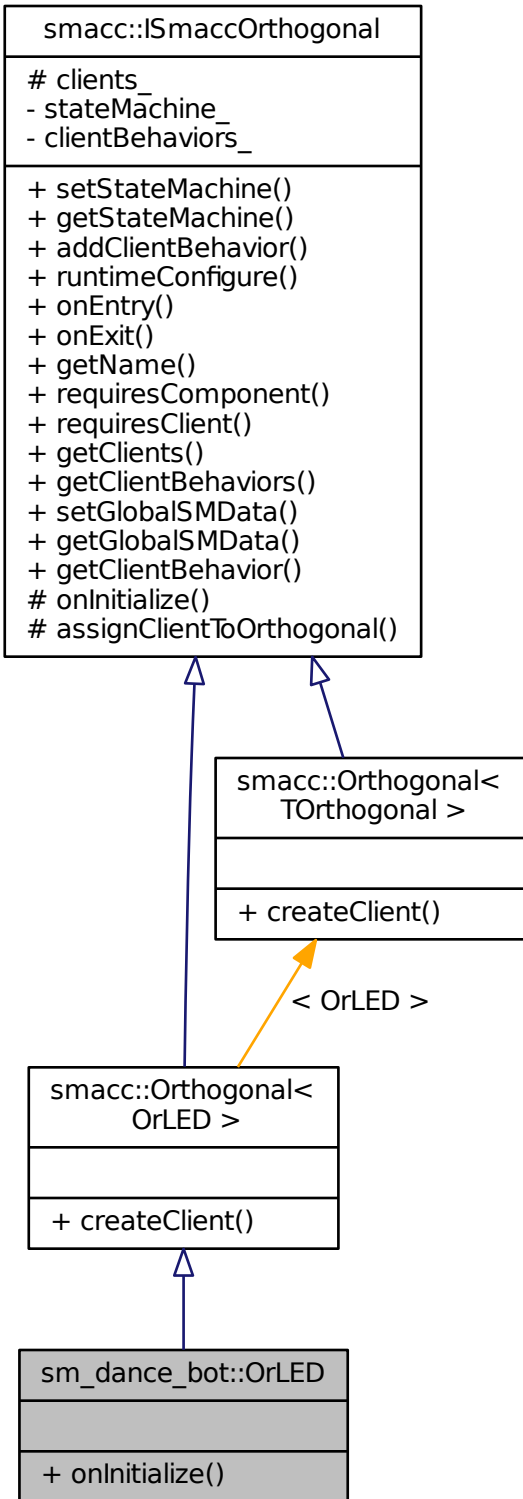 smacc::ISmaccOrthogonal
# clients_
- stateMachine_
- clientBehaviors_
+ setStateMachine()
+ getStateMachine()
+ addClientBehavior()
+ runtimeConfigure()
+ onEntry()
+ onExit()
+ getName()
+ requiresComponent()
+ requiresClient()
+ getClients()
+ getClientBehaviors()
+ setGlobalSMData()
+ getGlobalSMData()
+ getClientBehavior()
# onInitialize()
# assignClientToOrthogonal()
smacc::Orthogonal<
TOrthogonal >
+ createClient()
< OrLED >
smacc::Orthogonal<
OrLED >
+ createClient()
sm_dance_bot::OrLED
+ onInitialize()